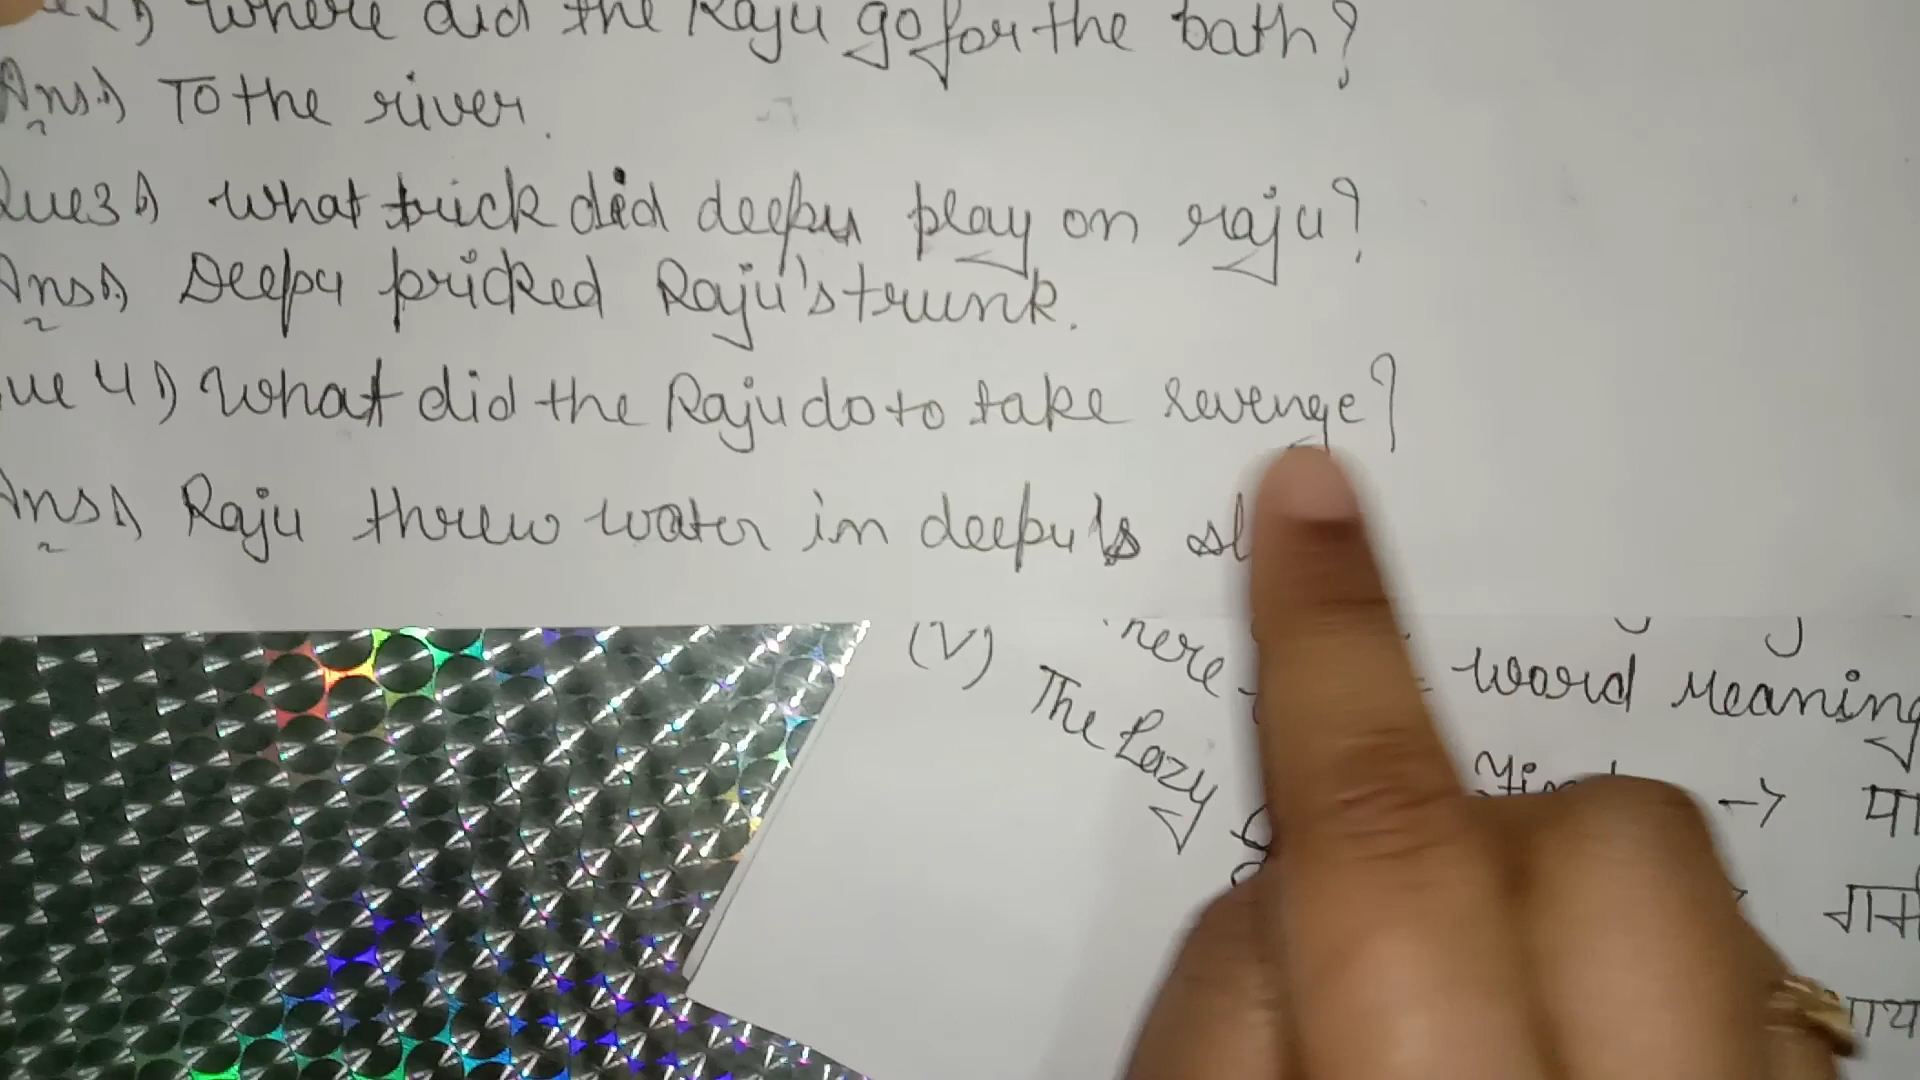 Where did the Raju go for the bath?
Ans:) To the river.
Que3:) What trick did deepu play on raju?
Ans:) Deepu pricked Raju's trunk.
ue 4:) What did the Raju do to take revenge?
Ans:) Raju threw water in deepu's
(V)
word Meaning
The Lazy
→